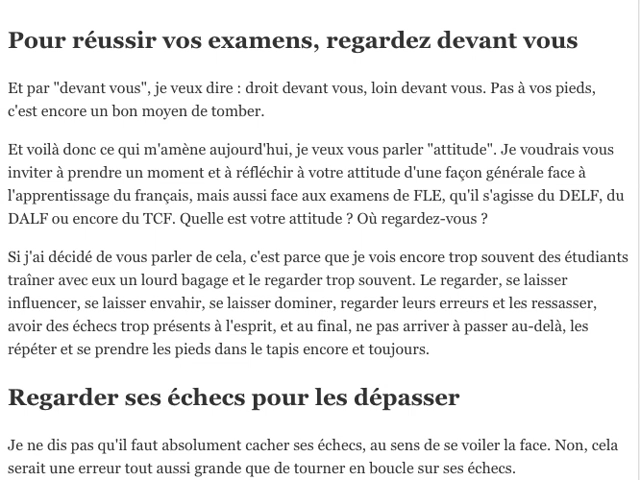 Pour réussir vos examens, regardez devant vous
Et par "devant vous", je veux dire : droit devant vous, loin devant vous. Pas à vos pieds,
c'est encore un bon moyen de tomber.
Et voilà donc ce qui m'amène aujourd'hui, je veux vous parler "attitude". Je voudrais vous
inviter à prendre un moment et à réfléchir à votre attitude d'une façon générale face à
l'apprentissage du français, mais aussi face aux examens de FLE, qu'il s'agisse du DELF, du
DALF ou encore du TCF. Quelle est votre attitude ? Où regardez-vous ?
Si j'ai décidé de vous parler de cela, c'est parce que je vois encore trop souvent des étudiants
traîner avec eux un lourd bagage et le regarder trop souvent. Le regarder, se laisser
influencer, se laisser envahir, se laisser dominer, regarder leurs erreurs et les ressasser,
avoir des échecs trop présents à l'esprit, et au final, ne pas arriver à passer au-delà, les
répéter et se prendre les pieds dans le tapis encore et toujours.
Regarder ses échecs pour les dépasser
Je ne dis pas qu'il faut absolument cacher ses échecs, au sens de se voiler la face. Non, cela
serait une erreur tout aussi grande que de tourner en boucle sur ses échecs.